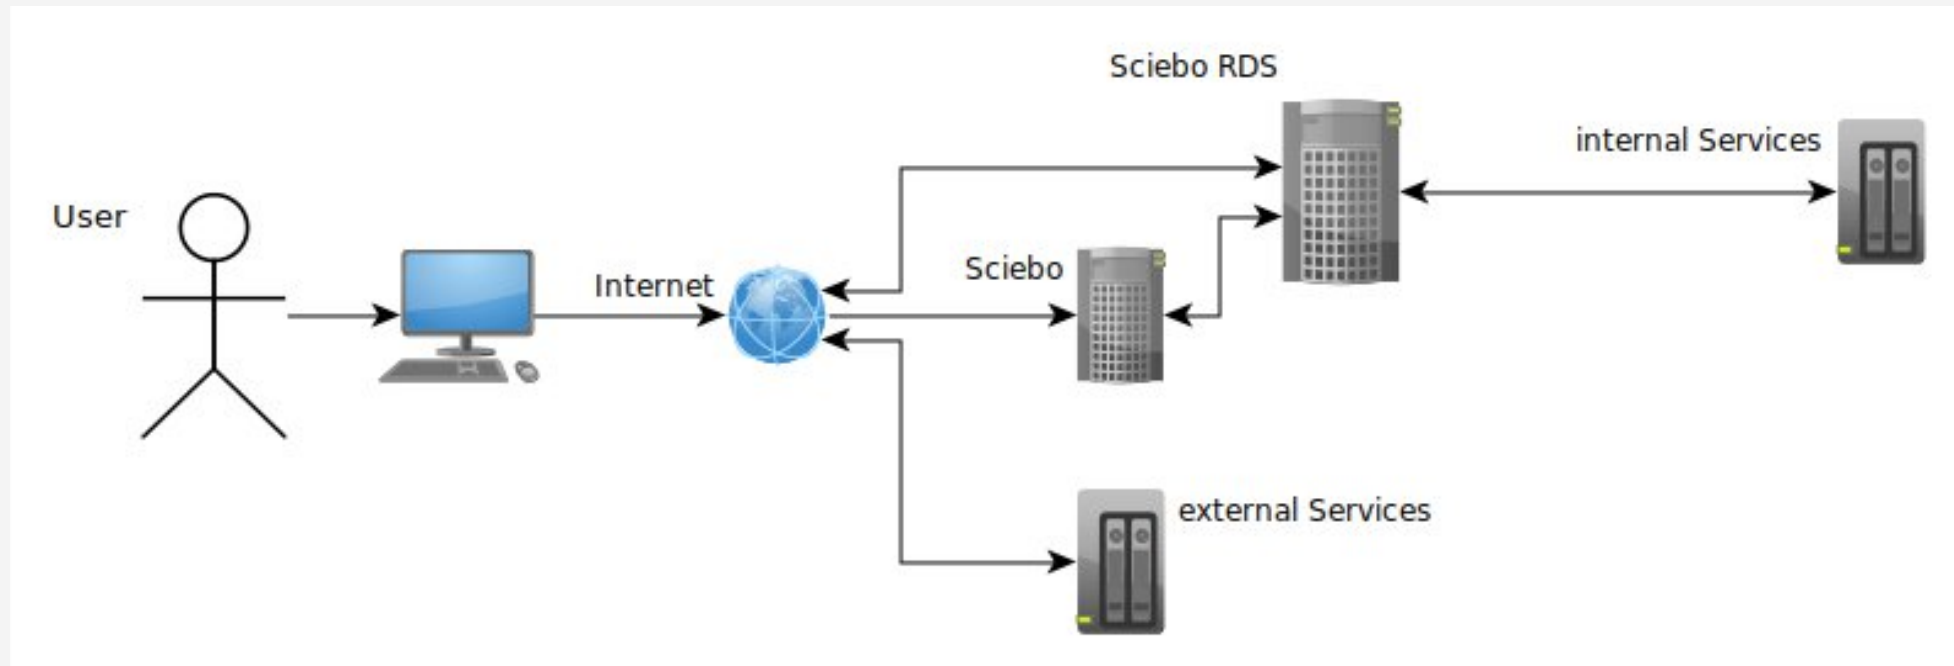 Sciebo RDS
internal Services
User
Sciebo
Internet
external Services